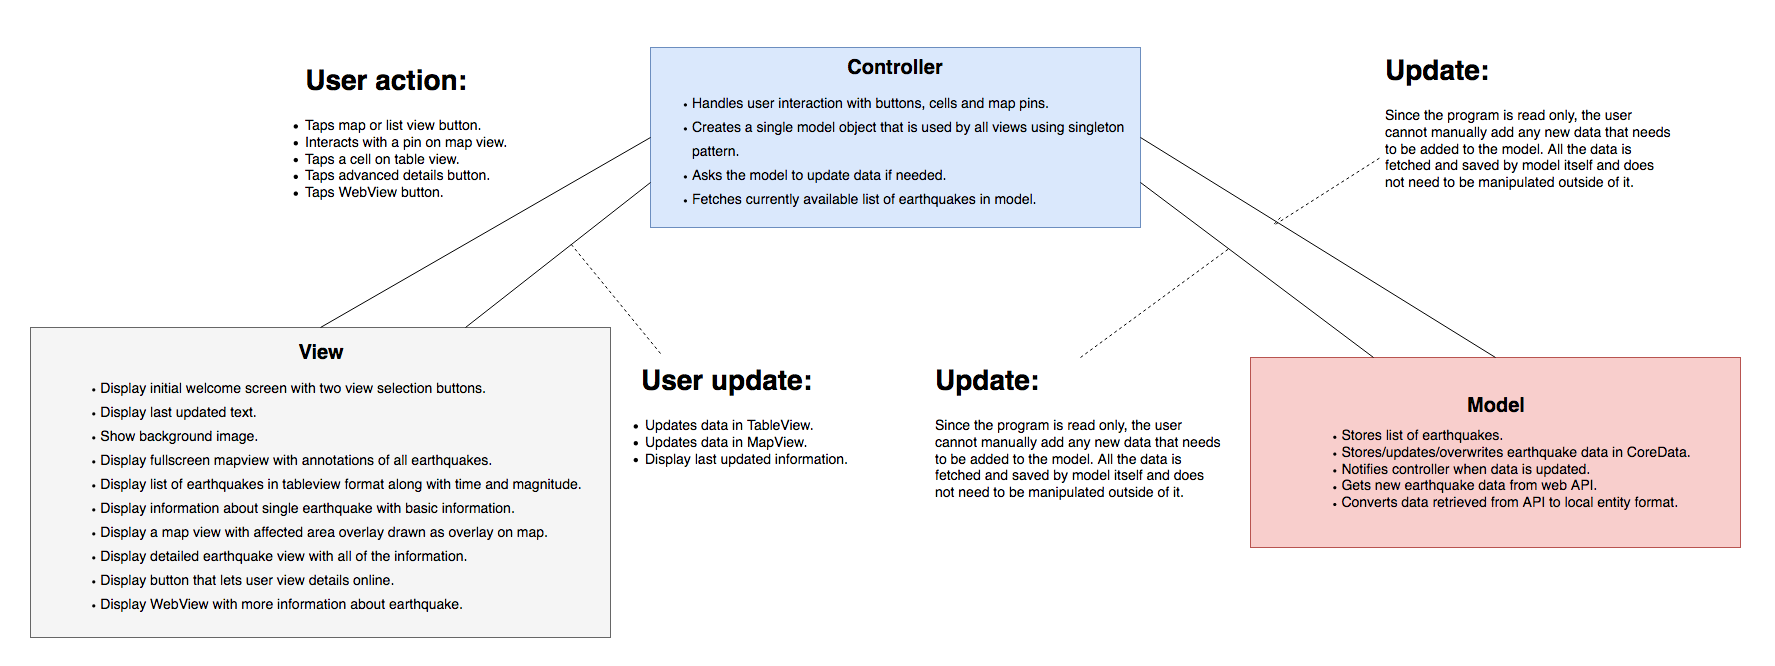 User action:
• Taps map or list view button.
• Interacts with a pin on map view.
• Taps a cell on table view.
• Taps advanced details button.
• Taps WebView button.
Controller
• Handles user interaction with buttons, cells and map pins.
• Creates a single model object that is used by all views using singleton
pattern.
• Asks the model to update data if needed.
• Fetches currently available list of earthquakes in model.
Update:
Since the program is read only, the user
cannot manually add any new data that needs
to be added to the model. All the data is
fetched and saved by model itself and does
not need to be manipulated outside of it.
View
• Display initial welcome screen with two view selection buttons.
• Display last updated text.
• Show background image.
• Display fullscreen mapview with annotations of all earthquakes.
• Display list of earthquakes in tableview format along with time and magnitude.
• Display information about single earthquake with basic information.
• Display a map view with affected area overlay drawn as overlay on map.
• Display detailed earthquake view with all of the information.
• Display button that lets user view details online.
• Display WebView with more information about earthquake.
User update:
• Updates data in TableView.
• Updates data in MapView.
• Display last updated information.
Update:
Since the program is read only, the user
cannot manually add any new data that needs
to be added to the model. All the data is
fetched and saved by model itself and does
not need to be manipulated outside of it.
Model
• Stores list of earthquakes.
• Stores/updates/overwrites earthquake data in CoreData.
• Notifies controller when data is updated.
• Gets new earthquake data from web API.
• Converts data retrieved from API to local entity format.